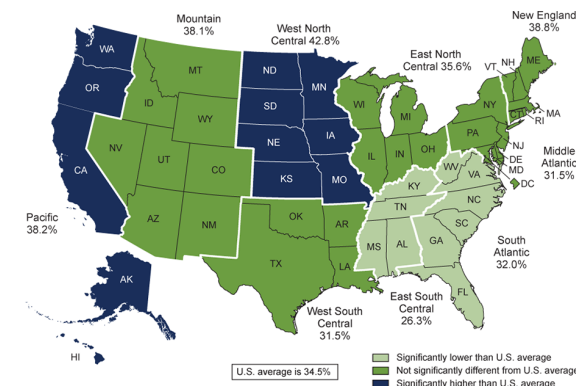 New England
38.8%
Mountain
38.1%
West North
Central 42.8%
East North
Central 35.6%
WA
OR
CA
AK
HI
MT
ID
WY
NV
UT
CO
AZ
NM
ND
SD
NE
KS
MN
IA
MO
WI
MI
IL
IN
OH
OK
AR
TX
LA
KY
TN
MS
AL
WV
VA
NC
SC
GA
FL
PA
NY
VT
NH
ME
CT
RI
MA
NJ
DE
MD
DC
Middle
Atlantic
31.5%
Pacific
38.2%
South
Atlantic
32.0%
West South
Central
31.5%
East South
Central
26.3%
U.S. average is 34.5%
Significantly lower than U.S. average
Not significantly different from U.S. average
Significantly higher than U.S. average